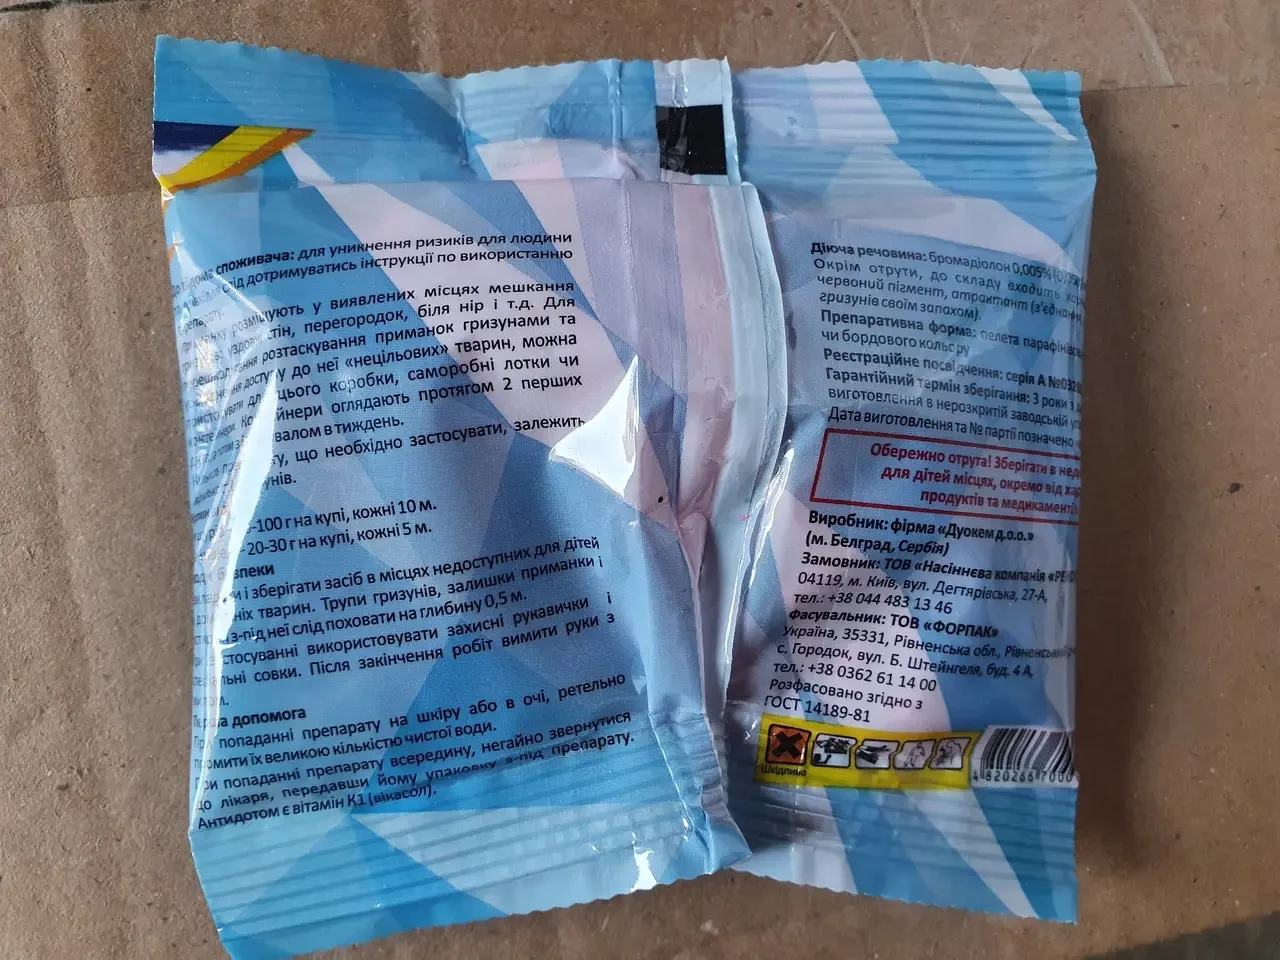 споживача: для уникнення ризиків для людини
слід дотримуватись інструкції по використанню
препарату.
розміщують у виявлених місцях мешкання
стін, перегородок, біля нір і т.д. Для
розтаскування приманок гризунами та
доступу до неї «нецільових» тварин, можна
цього коробки, саморобні лотки чи
оглядають протягом 2 перших
в тиждень.
що необхідно застосувати, залежить
-100 г на купі, кожні 10 м.
- 20-30 г на купі, кожні 5 м.
і зберігати засіб в місцях недоступних для дітей
тварин. Трупи гризунів, залишки приманки і
з-під неї слід поховати на глибину 0,5 м.
використовувати захисні рукавички і
совки. Після закінчення робіт вимити руки з
допомога
При попаданні препарату на шкіру або в очі, ретельно
промити їх великою кількістю чистої води.
При попаданні препарату всередину, негайно звернутися
до лікаря, передавши йому упаковку з-під препарату.
Антидотом є вітамін К1 (вікасол).
Діюча речовина: бромадіолон 0,005%
Окрім отрути, до складу входить
червоний пігмент, атрактант (з'єднання,
гризунів своїм запахом).
Препаративна форма: пелета
чи бордового кольору
Реєстраційне посвідчення: серія А
Гарантійний термін зберігання: 3 роки з
виготовлення в нерозкритій заводській
Дата виготовлення та № партії позначено
Обережно отрута! Зберігати в
для дітей місцях, окремо від
продуктів та
Виробник: фірма «Дуокем д.о.о.»
(м. Белград, Сербія)
Замовник: ТОВ «Насіннєва компанія
04119, м. Київ, вул. Дегтярівська, 27-А,
тел.: +38 044 483 13 46
Фасувальник: ТОВ «ФОРПАК»
Україна, 35331, Рівненська обл.,
с. Городок, вул. Б. Штейнгеля, буд. 4 А,
тел.: +38 0362 61 14 00
Розфасовано згідно з
ГОСТ 14189-81
Шкідливо
4 820266 7000